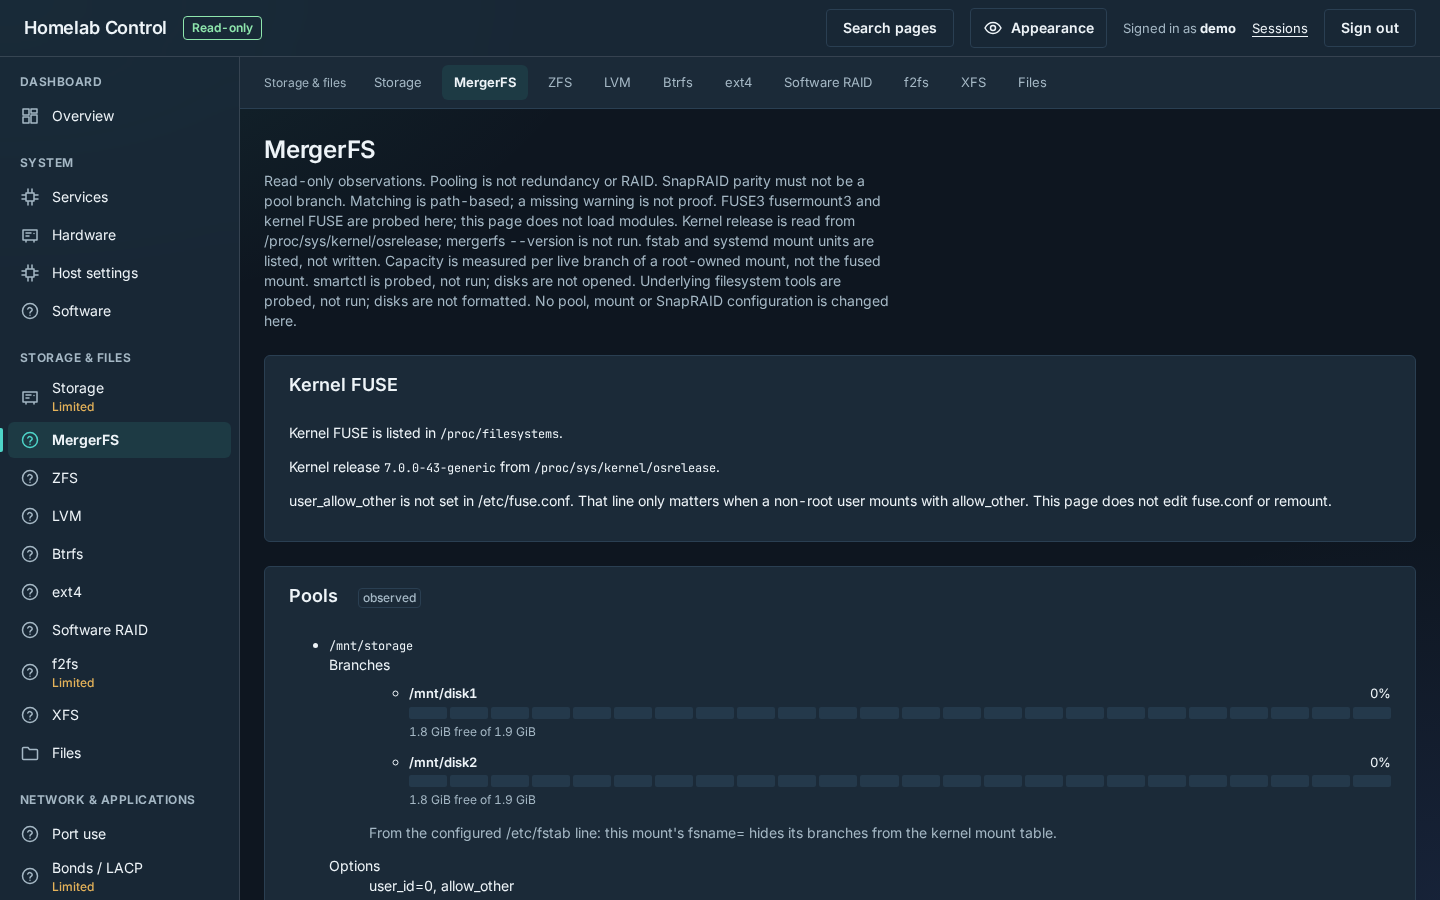 Homelab Control
Read-only
Search pages
Appearance
Signed in as demo
Sessions
Sign out
DASHBOARD
Overview
SYSTEM
Services
Hardware
Host settings
Software
STORAGE & FILES
Storage
Limited
MergerFS
ZFS
LVM
Btrfs
ext4
Software RAID
f2fs
Limited
XFS
Files
NETWORK & APPLICATIONS
Port use
Bonds / LACP
Limited
Storage & files
Storage
MergerFS
ZFS
LVM
Btrfs
ext4
Software RAID
f2fs
XFS
Files
MergerFS
Read-only observations. Pooling is not redundancy or RAID. SnapRAID parity must not be a
pool branch. Matching is path-based; a missing warning is not proof. FUSE3 fusermount3 and
kernel FUSE are probed here; this page does not load modules. Kernel release is read from
/proc/sys/kernel/osrelease; mergerfs --version is not run. fstab and systemd mount units are
listed, not written. Capacity is measured per live branch of a root-owned mount, not the fused
mount. smartctl is probed, not run; disks are not opened. Underlying filesystem tools are
probed, not run; disks are not formatted. No pool, mount or SnapRAID configuration is changed
here.
Kernel FUSE
Kernel FUSE is listed in /proc/filesystems.
Kernel release 7.0.0-43-generic from /proc/sys/kernel/osrelease.
user_allow_other is not set in /etc/fuse.conf. That line only matters when a non-root user mounts with allow_other. This page does not edit fuse.conf or remount.
Pools
observed
/mnt/storage
Branches
/mnt/disk1
0%
1.8 GiB free of 1.9 GiB
/mnt/disk2
0%
1.8 GiB free of 1.9 GiB
From the configured /etc/fstab line: this mount's fsname= hides its branches from the kernel mount table.
Options
user_id=0, allow_other